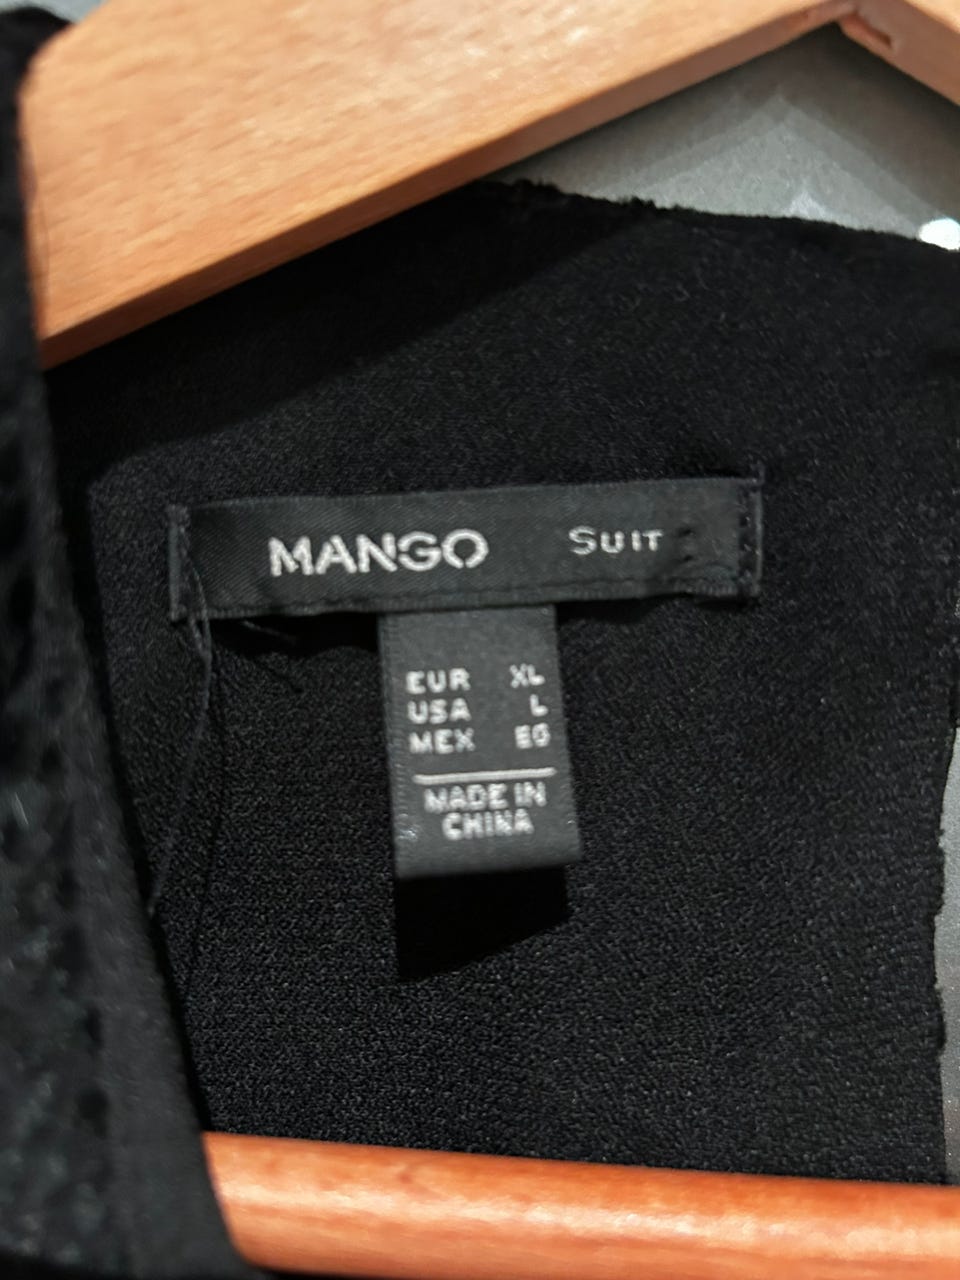 MANGO SUIT
EUR XL
USA L
MEX EG
MADE IN
CHINA